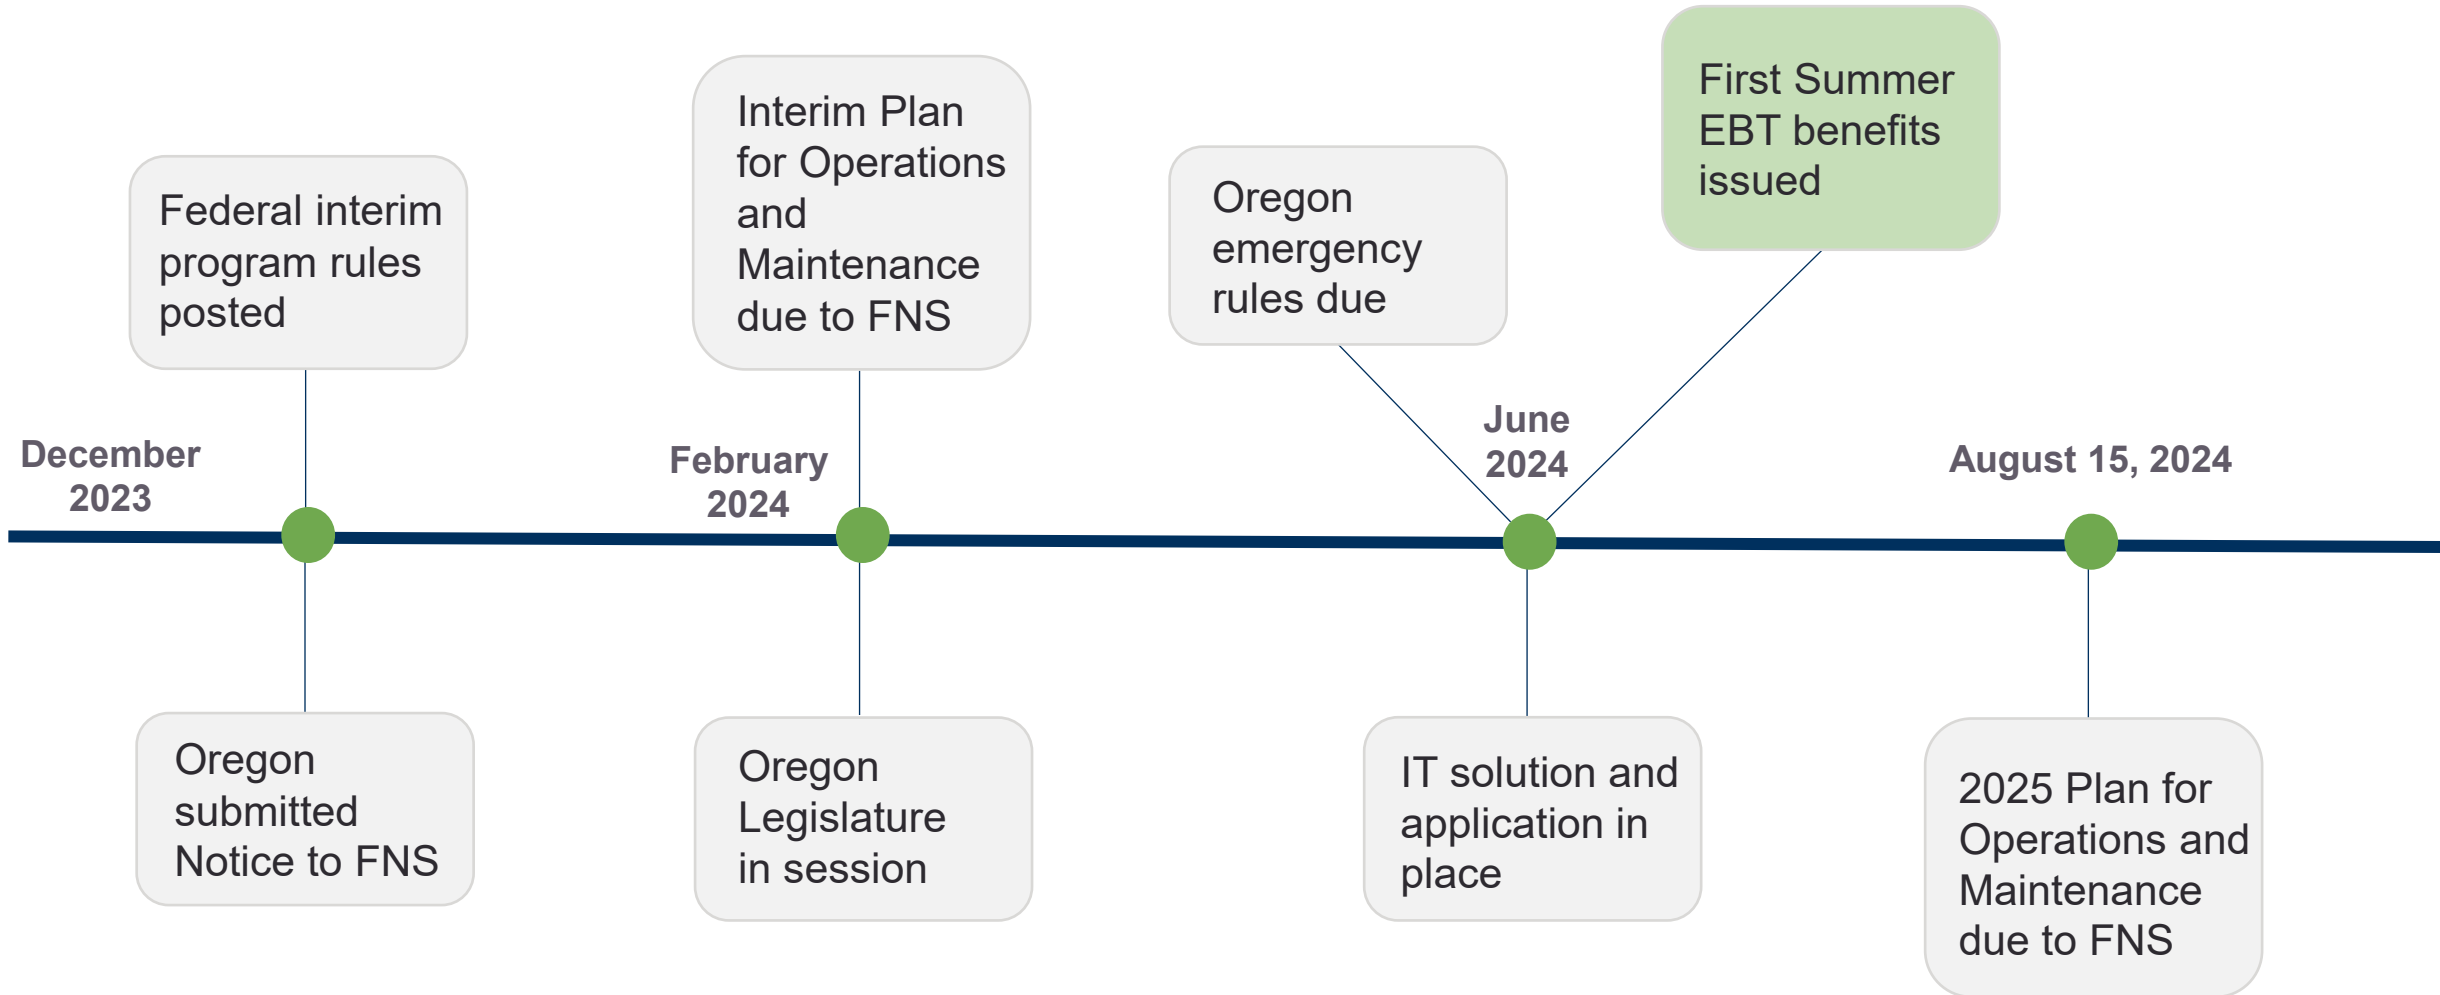 December
2023
Federal interim
program rules
posted
Oregon
submitted
Notice to FNS
February
2024
Interim Plan
for Operations
and
Maintenance
due to FNS
Oregon
Legislature
in session
June
2024
Oregon
emergency
rules due
First Summer
EBT benefits
issued
IT solution and
application in
place
August 15, 2024
2025 Plan for
Operations and
Maintenance
due to FNS